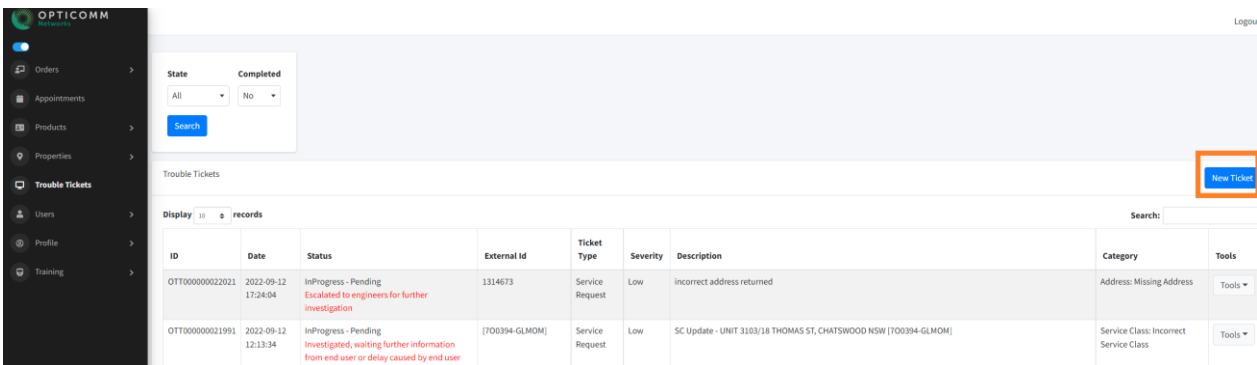 OPTICOMM
Networks
Logou
Orders
Appointments
Products
Properties
Trouble Tickets
Users
Profile
Training
State Completed
All No
Search
Trouble Tickets
New Ticket
Display 10 records
Search:
ID Date Status External Id Ticket Type Severity Description Category Tools
OTT000000022021 2022-09-12 InProgress - Pending 1314673 Service Low incorrect address returned Address: Missing Address Tools
17:24:04 Escalated to engineers for further Request
investigation
OTT000000021991 2022-09-12 InProgress - Pending [7O0394-GLMOM] Service Low SC Update - UNIT 3103/18 THOMAS ST, CHATSWOOD NSW [7O0394-GLMOM] Service Class: Incorrect Tools
12:13:34 Investigated, waiting further information Request Service Class
from end user or delay caused by end user